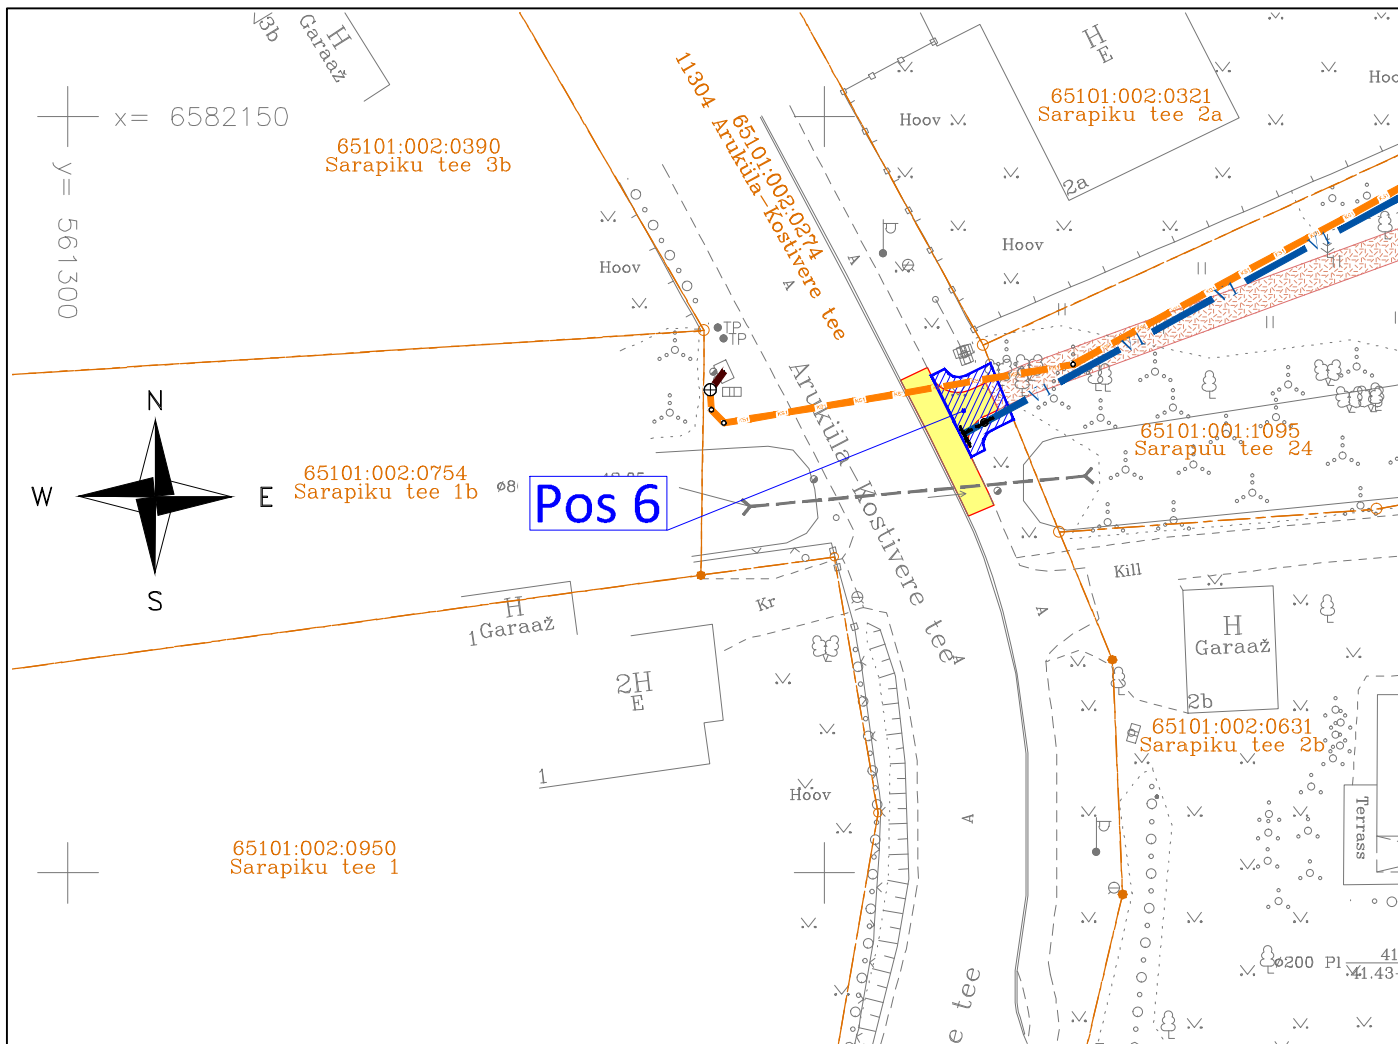 3b
H
Garaaž
x= 6582150
y= 561300
65101:002:0390
Sarapiku tee 3b
11304 Aruküla-Kostivere tee
65101:002:0274
H
E
65101:002:0321
Sarapiku tee 2a
2a
Hoov
Hoov
Hoov
TP
TP
N
W
E
S
65101:002:0754
Sarapiku tee 1b
Pos 6
Aruküla - Kostivere tee
65101:001:1095
Sarapuu tee 24
A
A
A
A
A
Kill
Kr
H
Garaaž
1
2H
E
1
H
Garaaž
2b
65101:002:0631
Sarapiku tee 2b
Hoov
Terrass
65101:002:0950
Sarapiku tee 1
e tee
ø200 Pl
41.43